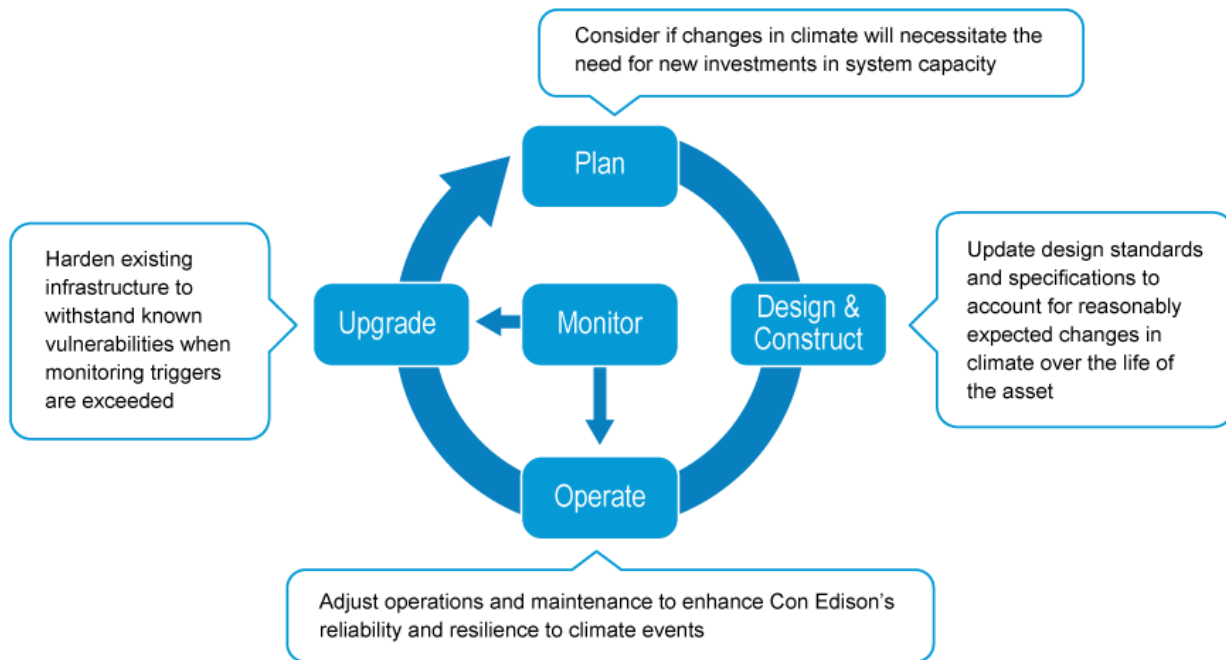 Consider if changes in climate will necessitate the
need for new investments in system capacity
Plan
Harden existing
infrastructure to
withstand known
vulnerabilities when
monitoring triggers
are exceeded
Upgrade
Monitor
Design &
Construct
Update design standards
and specifications to
account for reasonably
expected changes in
climate over the life of
the asset
Operate
Adjust operations and maintenance to enhance Con Edison's
reliability and resilience to climate events